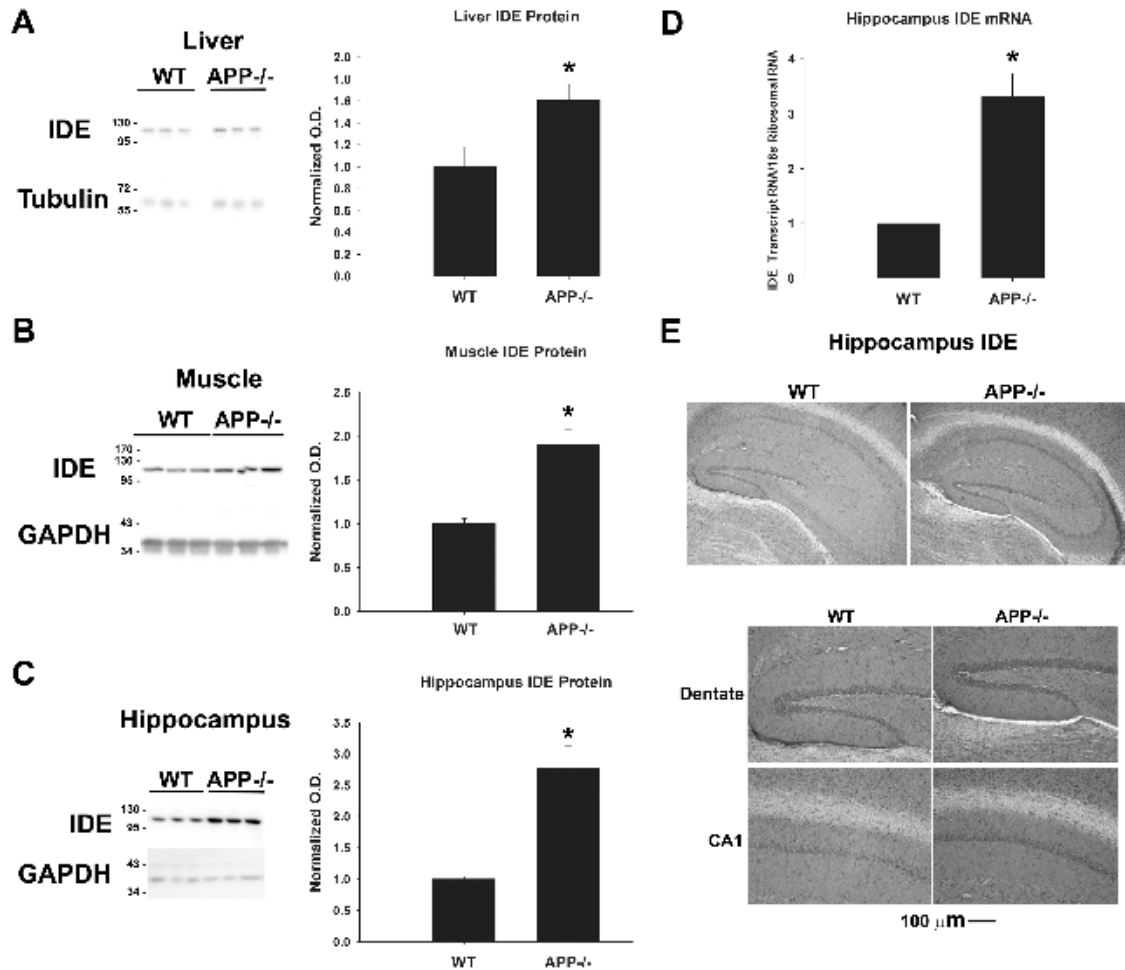 A
Liver
WT APP-/-
IDE
130 -
95 -
Tubulin
72 -
55 -
Liver IDE Protein
Normalized O.D.
2.0
1.0
1.6
1.4
1.2
1.0
0.8
0.6
0.4
0.2
0.0
*
WT
APP-/-
B
Muscle
WT APP-/-
IDE
170 -
130 -
95 -
GAPDH
43 -
34 -
Muscle IDE Protein
Normalized O.D.
2.5
2.0
1.5
1.0
0.5
0.0
*
WT
APP-/-
C
Hippocampus
WT APP-/-
IDE
130 -
95 -
GAPDH
43 -
34 -
Hippocampus IDE Protein
Normalized O.D.
3.5
3.0
2.5
2.0
1.5
1.0
0.5
0.0
*
WT
APP-/-
D
Hippocampus IDE mRNA
IDE Transcript RNA/18s Ribosomal RNA
4
3
2
1
0
*
WT
APP-/-
E
Hippocampus IDE
WT APP-/-
WT APP-/-
Dentate
CA1
100 μm